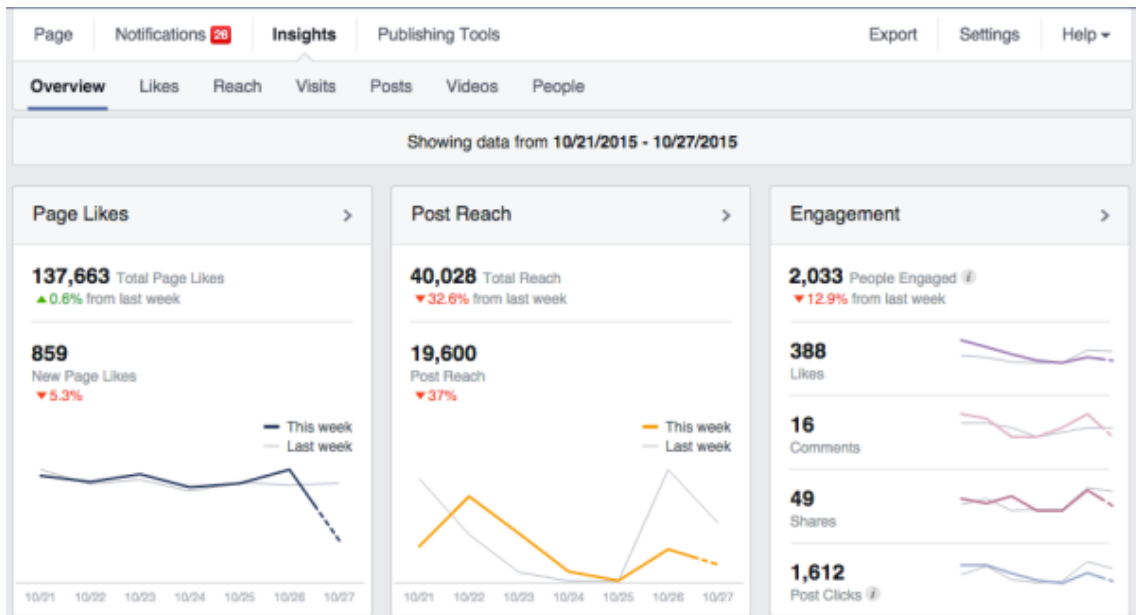 Page Notifications 26 Insights Publishing Tools Export Settings Help
Overview Likes Reach Visits Posts Videos People
Showing data from 10/21/2015 - 10/27/2015
Page Likes
137,663 Total Page Likes
0.6% from last week
859
New Page Likes
5.3%
This week
Last week
10/21 10/22 10/23 10/24 10/25 10/26 10/27
Post Reach
40,028 Total Reach
32.6% from last week
19,600
Post Reach
37%
This week
Last week
10/21 10/22 10/23 10/24 10/25 10/26 10/27
Engagement
2,033 People Engaged i
12.9% from last week
388
Likes
16
Comments
49
Shares
1,612
Post Clicks i